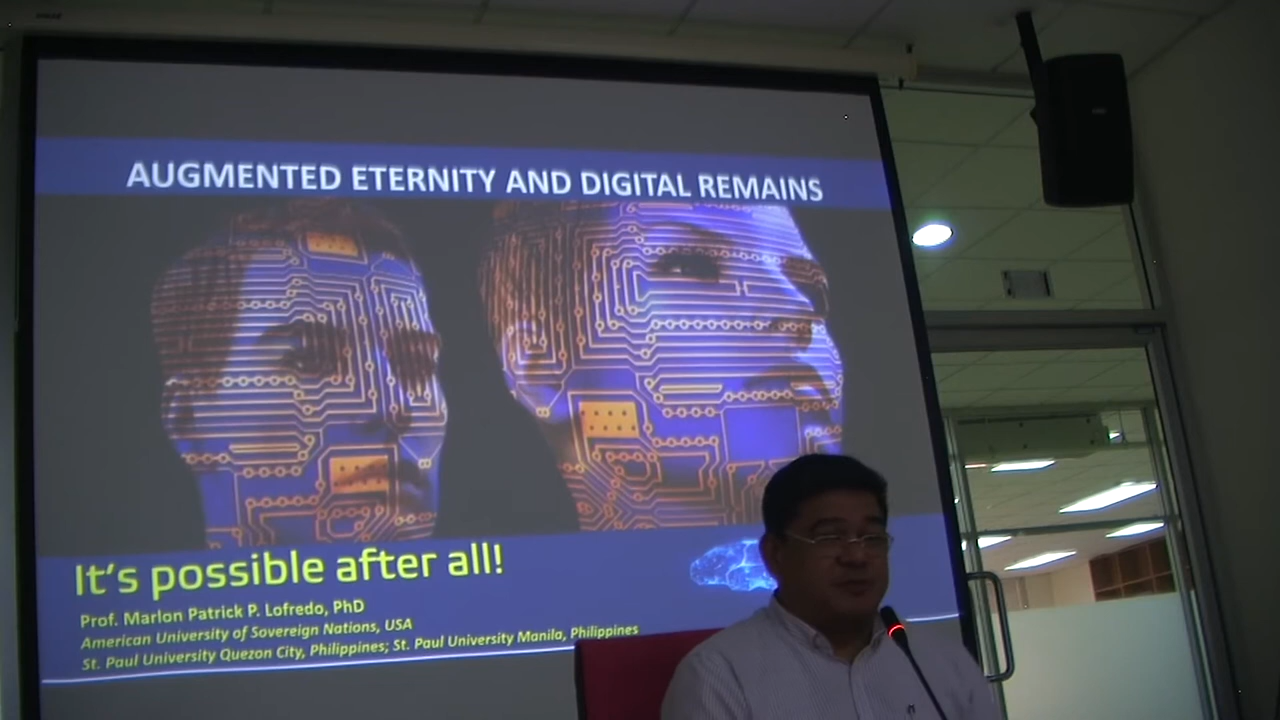 AUGMENTED ETERNITY AND DIGITAL REMAINS
It's possible after all!
Prof. Marlon Patrick P. Lofredo, PhD
American University of Sovereign Nations, USA
St. Paul University Quezon City, Philippines; St. Paul University Manila, Philippines